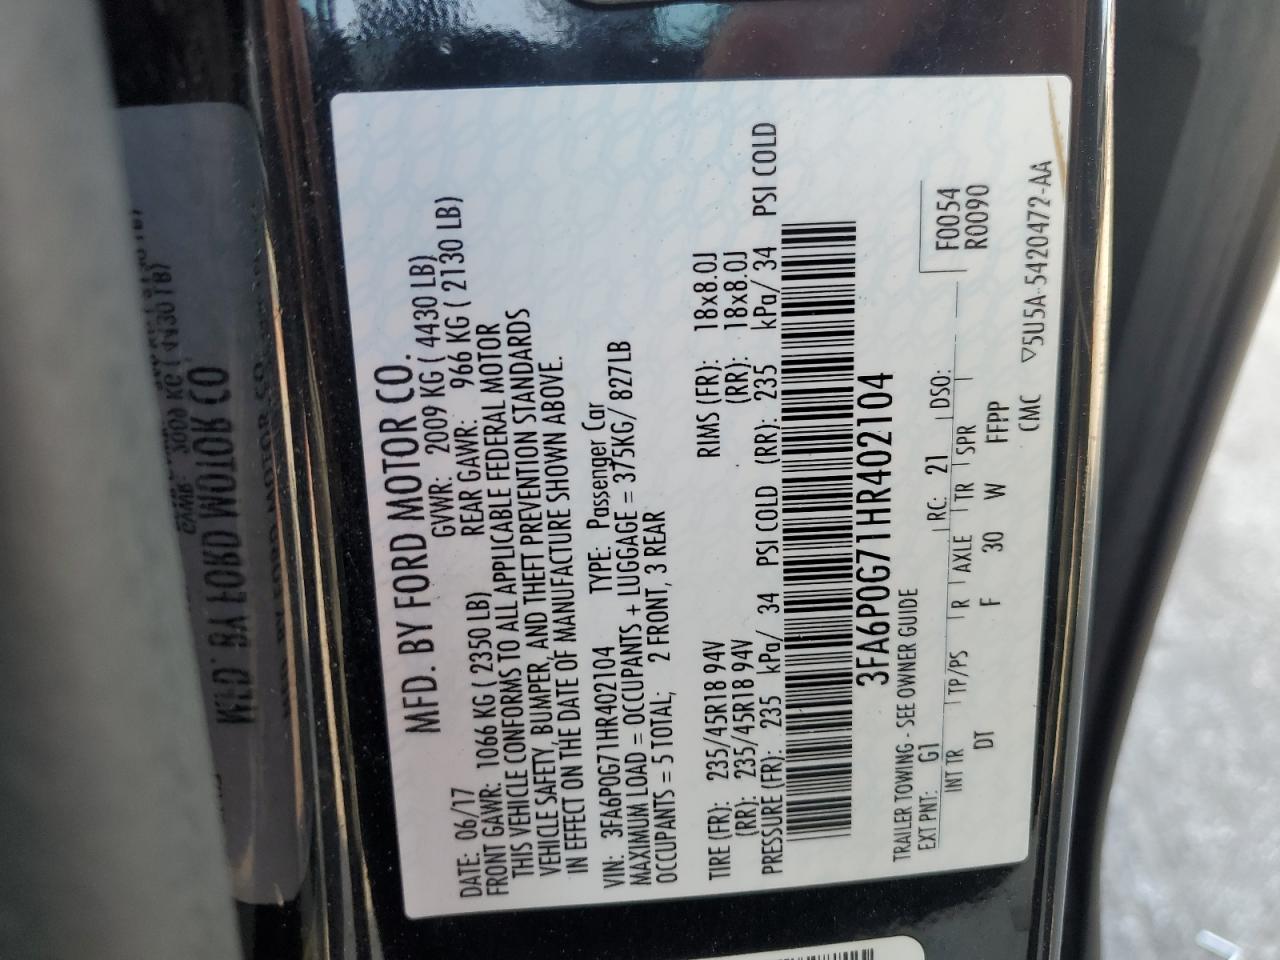 MFD. BY FORD MOTOR CO.
DATE: 06/17 GVWR: 2009 KG ( 4430 LB)
FRONT GAWR: 1066 KG ( 2350 LB) REAR GAWR: 966 KG ( 2130 LB)
THIS VEHICLE CONFORMS TO ALL APPLICABLE FEDERAL MOTOR
VEHICLE SAFETY, BUMPER, AND THEFT PREVENTION STANDARDS
IN EFFECT ON THE DATE OF MANUFACTURE SHOWN ABOVE.
VIN: 3FA6P0G71HR402104 TYPE: Passenger Car
MAXIMUM LOAD = OCCUPANTS + LUGGAGE = 375KG/ 827LB
OCCUPANTS = 5 TOTAL, 2 FRONT, 3 REAR
TIRE (FR): 235/45R18 94V RIMS (FR): 18x8.0J
(RR): 235/45R18 94V (RR): 18x8.0J
PRESSURE (FR): 235 kPa/ 34 PSI COLD (RR): 235 kPa/ 34 PSI COLD
3FA6P0G71HR402104
TRAILER TOWING - SEE OWNER GUIDE
F0054
EXT PNT: G1 RC: 21 DSO: R0090
INT TR TP/PS R AXLE TR SPR
DT F 30 W FFPP
CMC ▽5U5A-5420472-AA